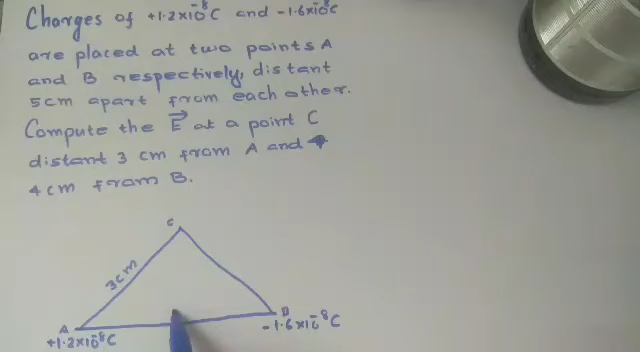 Charges of +1.2×10⁻⁸C and -1.6×10⁻⁸C
are placed at two points A
and B respectively, distant
5cm apart from each other.
Compute the E⃗ at a point C
distant 3 cm from A and
4cm from B.
C
3cm
A
B
+1.2×10⁻⁸C
-1.6×10⁻⁸C